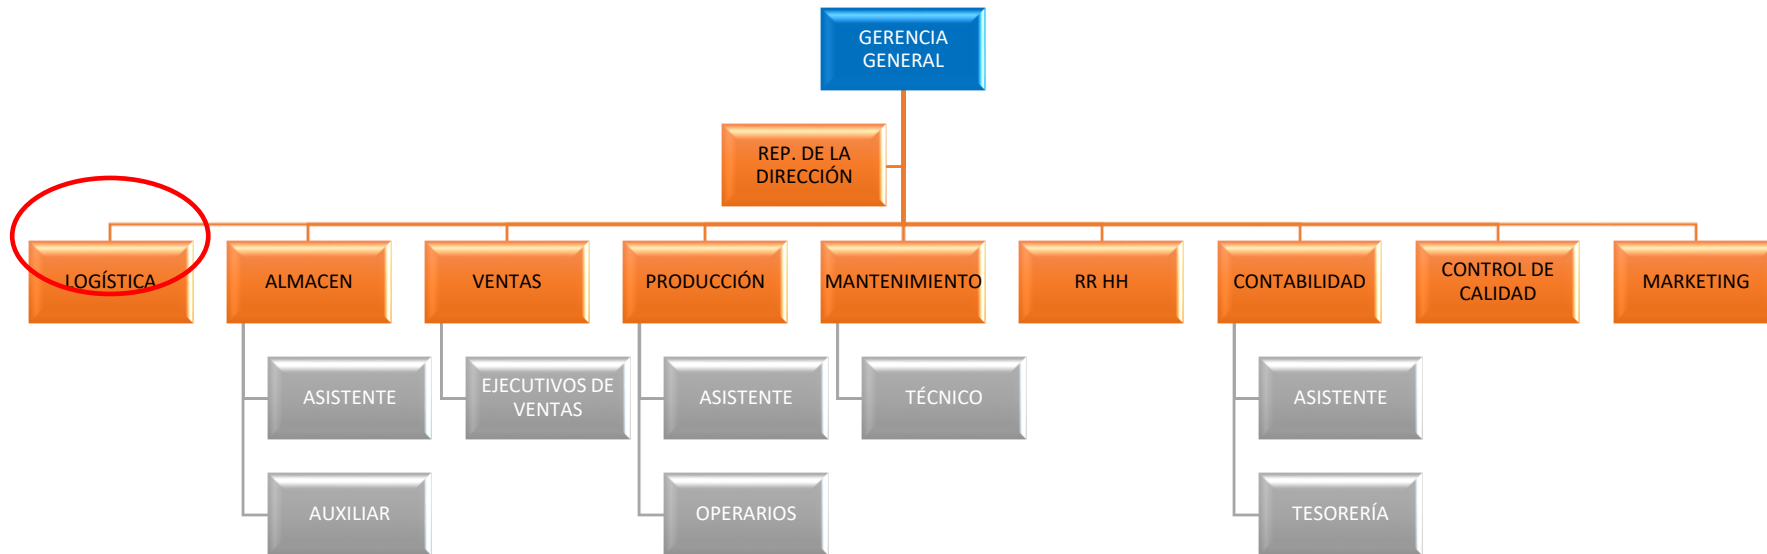 GERENCIA
GENERAL
REP. DE LA
DIRECCIÓN
LOGÍSTICA
ALMACEN
VENTAS
PRODUCCIÓN
MANTENIMIENTO
RR HH
CONTABILIDAD
CONTROL DE
CALIDAD
MARKETING
ASISTENTE
EJECUTIVOS DE
VENTAS
ASISTENTE
TÉCNICO
ASISTENTE
AUXILIAR
OPERARIOS
TESORERÍA